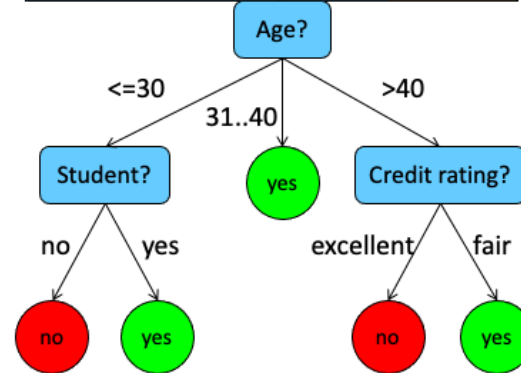 Age?
<=30
31..40
>40
Student?
yes
Credit rating?
no
yes
excellent
fair
no
yes
no
yes